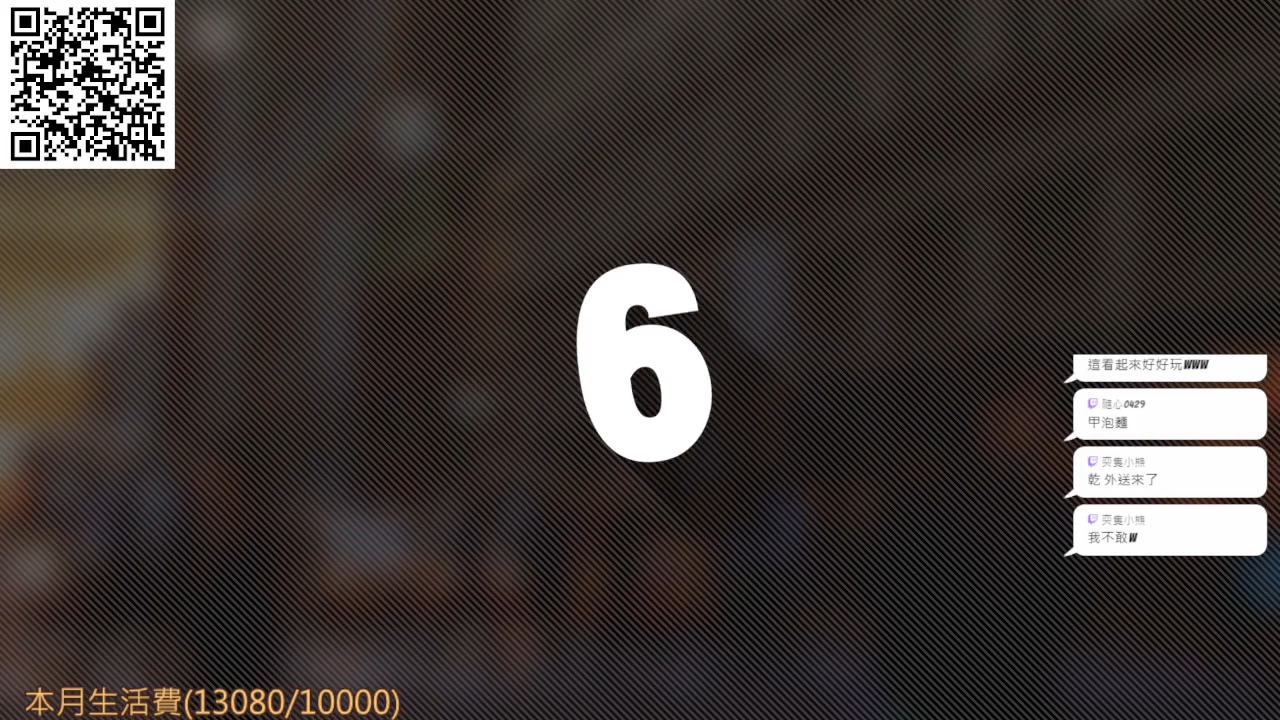 6
這看起來好好玩WWW
隨心0429
甲泡麵
奕隻小熊
乾 外送來了
奕隻小熊
我不敢W
本月生活費(13080/10000)